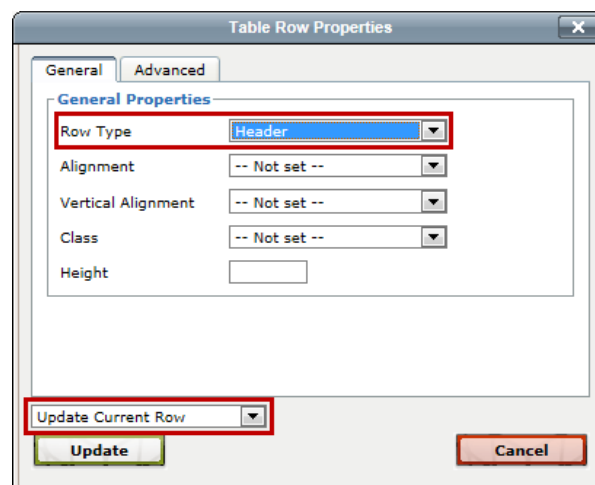 Table Row Properties X
General Advanced
General Properties
Row Type Header
Alignment -- Not set --
Vertical Alignment -- Not set --
Class -- Not set --
Height
Update Current Row
Update Cancel